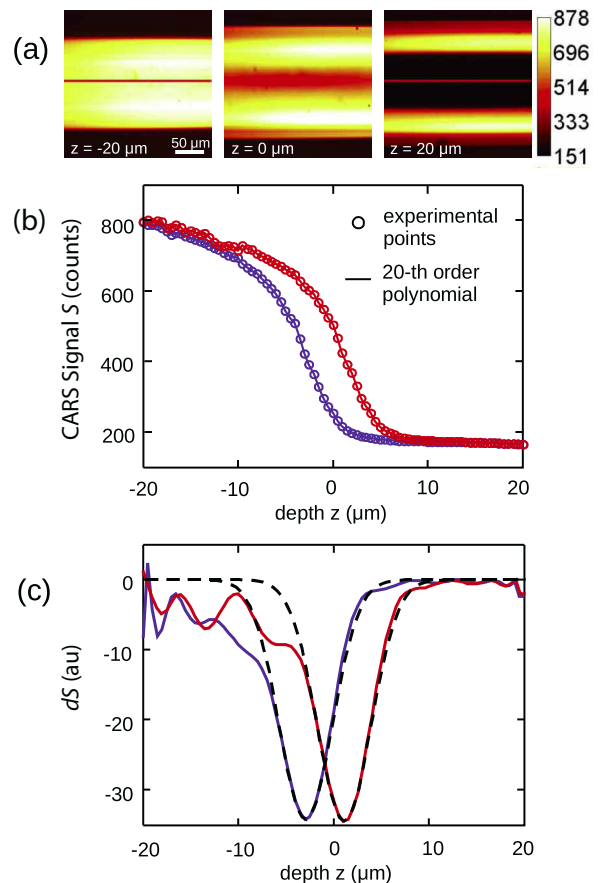 (a)
z = -20 μm
50 μm
z = 0 μm
z = 20 μm
878
696
514
333
151
(b)
CARS Signal S (counts)
800
600
400
200
experimental
points
20-th order
polynomial
-20
-10
0
10
20
depth z (μm)
(c)
dS (au)
0
-10
-20
-30
-20
-10
0
10
20
depth z (μm)